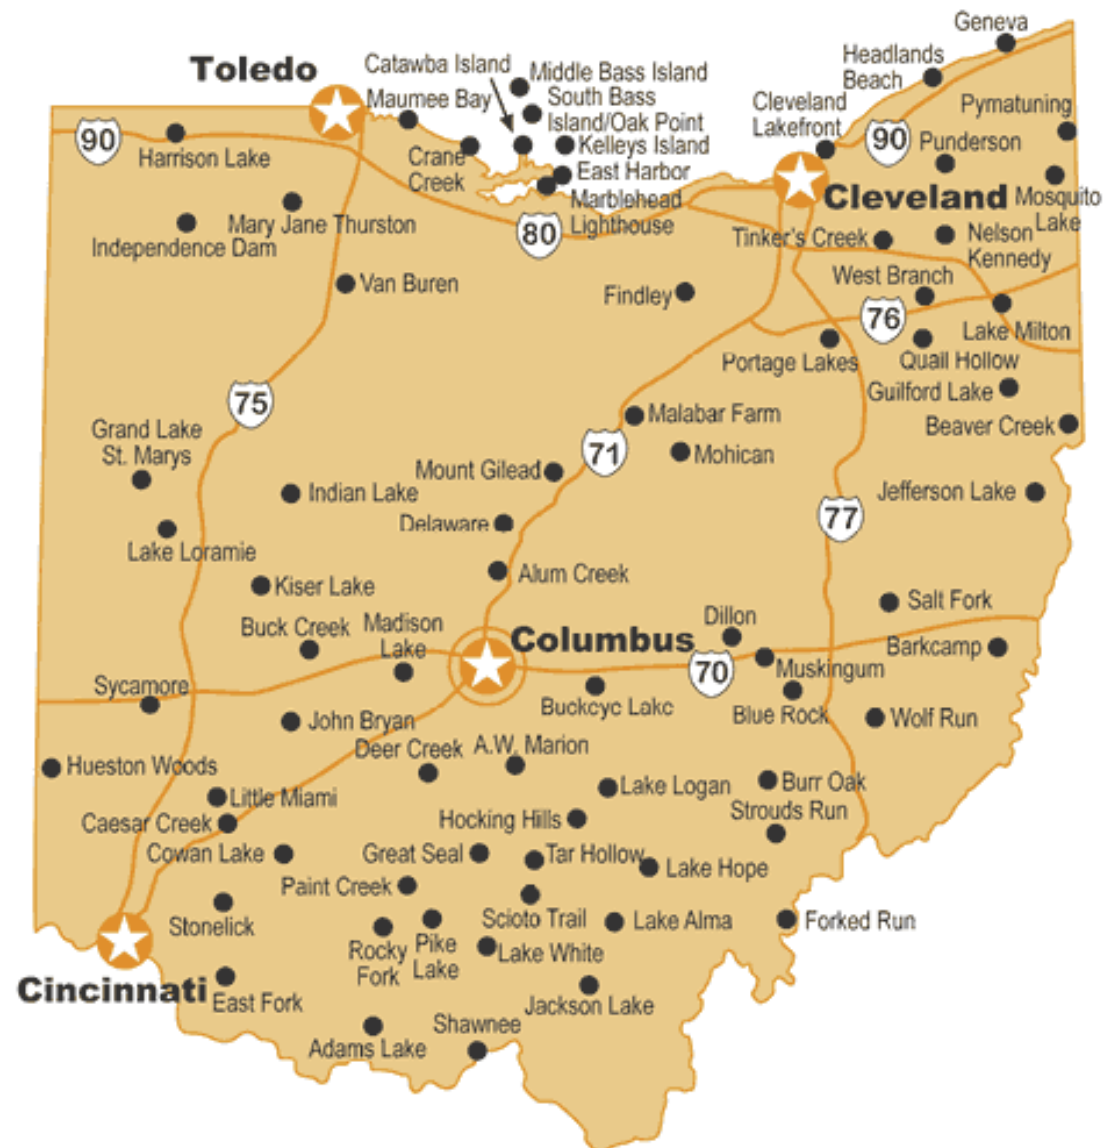 Geneva
Toledo
Catawba Island
Middle Bass Island
Headlands
Beach
Maumee Bay
South Bass
Island/Oak Point
Cleveland
Lakefront
Pymatuning
90
Harrison Lake
Crane
Creek
Kelleys Island
East Harbor
90
Punderson
Marblehead
Lighthouse
Cleveland
Mosquito
Lake
Mary Jane Thurston
Independence Dam
80
Tinker's Creek
Nelson
Kennedy
Van Buren
Findley
West Branch
76
Lake Milton
Portage Lakes
Quail Hollow
Guilford Lake
75
Malabar Farm
Beaver Creek
Grand Lake
St. Marys
71
Mohican
Mount Gilead
Indian Lake
Jefferson Lake
Delaware
77
Lake Loramie
Kiser Lake
Alum Creek
Salt Fork
Buck Creek
Madison
Lake
Columbus
Dillon
Barkcamp
70
Muskingum
Sycamore
Buckcyc Lakc
Blue Rock
Wolf Run
John Bryan
Deer Creek
A.W. Marion
Hueston Woods
Little Miami
Lake Logan
Burr Oak
Caesar Creek
Hocking Hills
Strouds Run
Cowan Lake
Great Seal
Tar Hollow
Lake Hope
Paint Creek
Stonelick
Scioto Trail
Lake Alma
Forked Run
Rocky
Fork
Pike
Lake
Lake White
Cincinnati
East Fork
Jackson Lake
Shawnee
Adams Lake